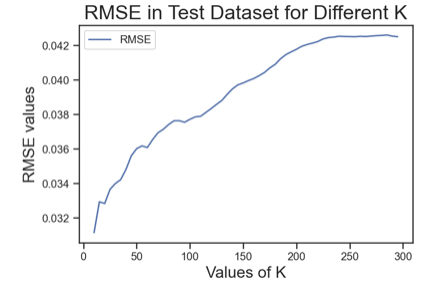 RMSE in Test Dataset for Different K
RMSE
0.042
0.040
0.038
0.036
0.034
0.032
RMSE values
0 50 100 150 200 250 300
Values of K